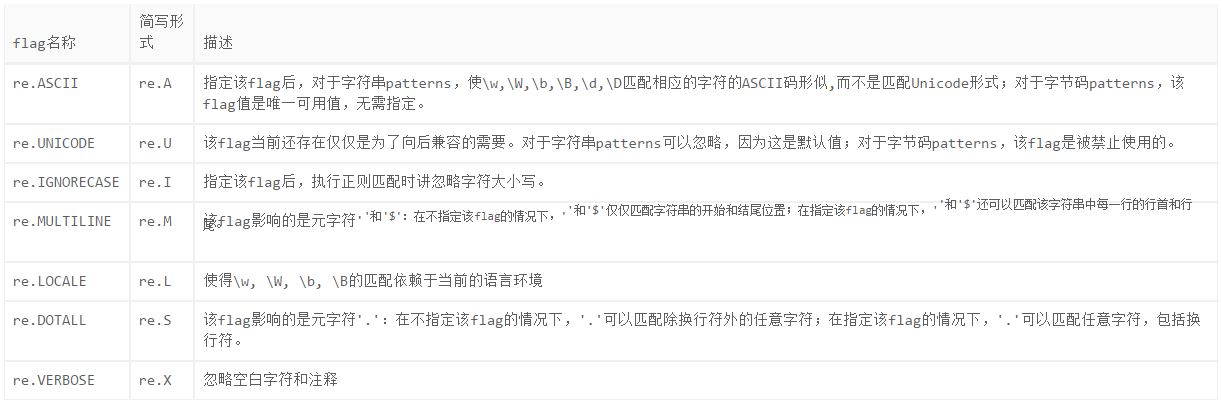 flag名称 简写形式 描述
re.ASCII re.A 指定该flag后，对于字符串patterns，使\w,\W,\b,\B,\d,\D匹配相应的字符的ASCII码形似,而不是匹配Unicode形式；对于字节码patterns，该
flag值是唯一可用值，无需指定。
re.UNICODE re.U 该flag当前还存在仅仅是为了向后兼容的需要。对于字符串patterns可以忽略，因为这是默认值；对于字节码patterns，该flag是被禁止使用的。
re.IGNORECASE re.I 指定该flag后，执行正则匹配时讲忽略字符大小写。
re.MULTILINE re.M 该flag影响的是元字符''和'$'：在不指定该flag的情况下，''和'$'仅仅匹配字符串的开始和结尾位置；在指定该flag的情况下，''和'$'还可以匹配该字符串中每一行的行首和行
尾。
re.LOCALE re.L 使得\w, \W, \b, \B的匹配依赖于当前的语言环境
re.DOTALL re.S 该flag影响的是元字符'.'：在不指定该flag的情况下，'.'可以匹配除换行符外的任意字符；在指定该flag的情况下，'.'可以匹配任意字符，包括换
行符。
re.VERBOSE re.X 忽略空白字符和注释